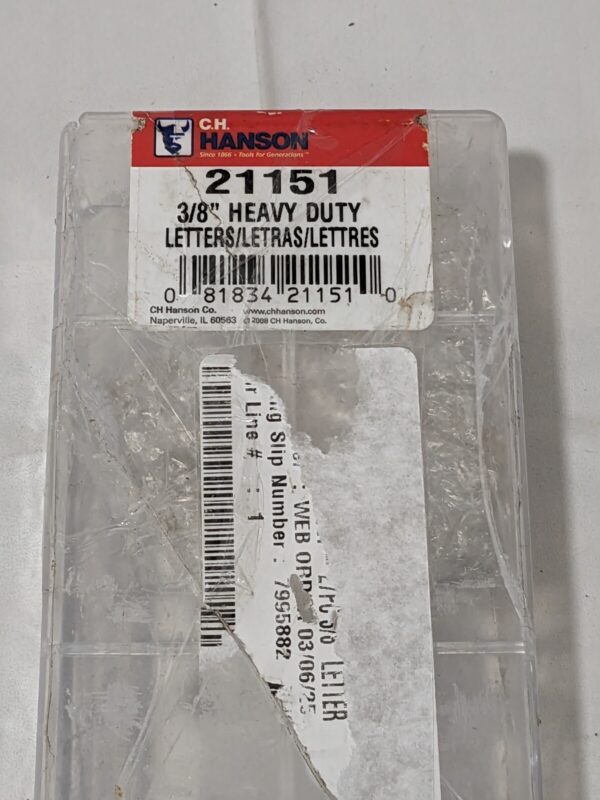 C.H.
HANSON
Since 1866 • Tools for Generations™
21151
3/8" HEAVY DUTY
LETTERS/LETRAS/LETTRES
0 81834 21151 0
CH Hanson Co. www.chhanson.com
Naperville, IL 60563 © 2008 CH Hanson, Co.
LETTER
: WEB 03/06/25
Slip Number : 7995882
Line # : 1